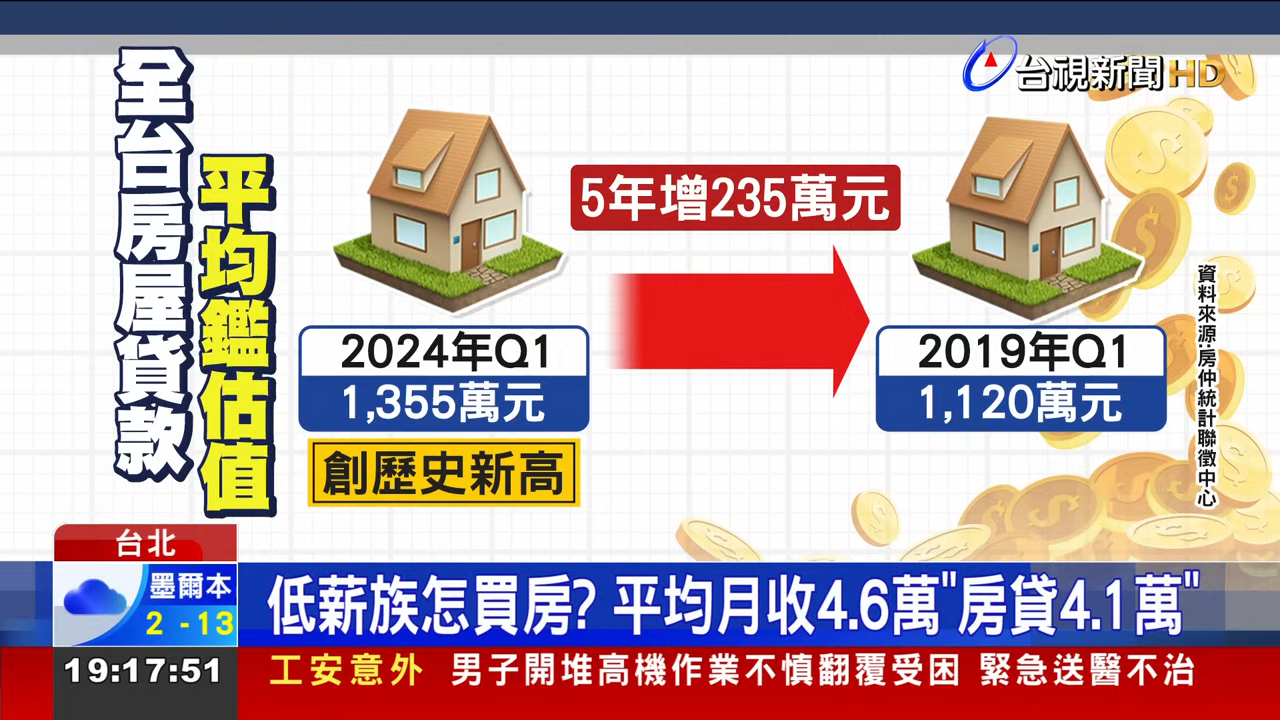 全台房屋貸款
平均鑑估值
台視新聞HD
5年增235萬元
2024年Q1
1,355萬元
創歷史新高
2019年Q1
1,120萬元
資料來源:房仲統計聯徵中心
台北
墨爾本
2 -13
19:17:51
低薪族怎買房? 平均月收4.6萬"房貸4.1萬"
工安意外 男子開堆高機作業不慎翻覆受困 緊急送醫不治